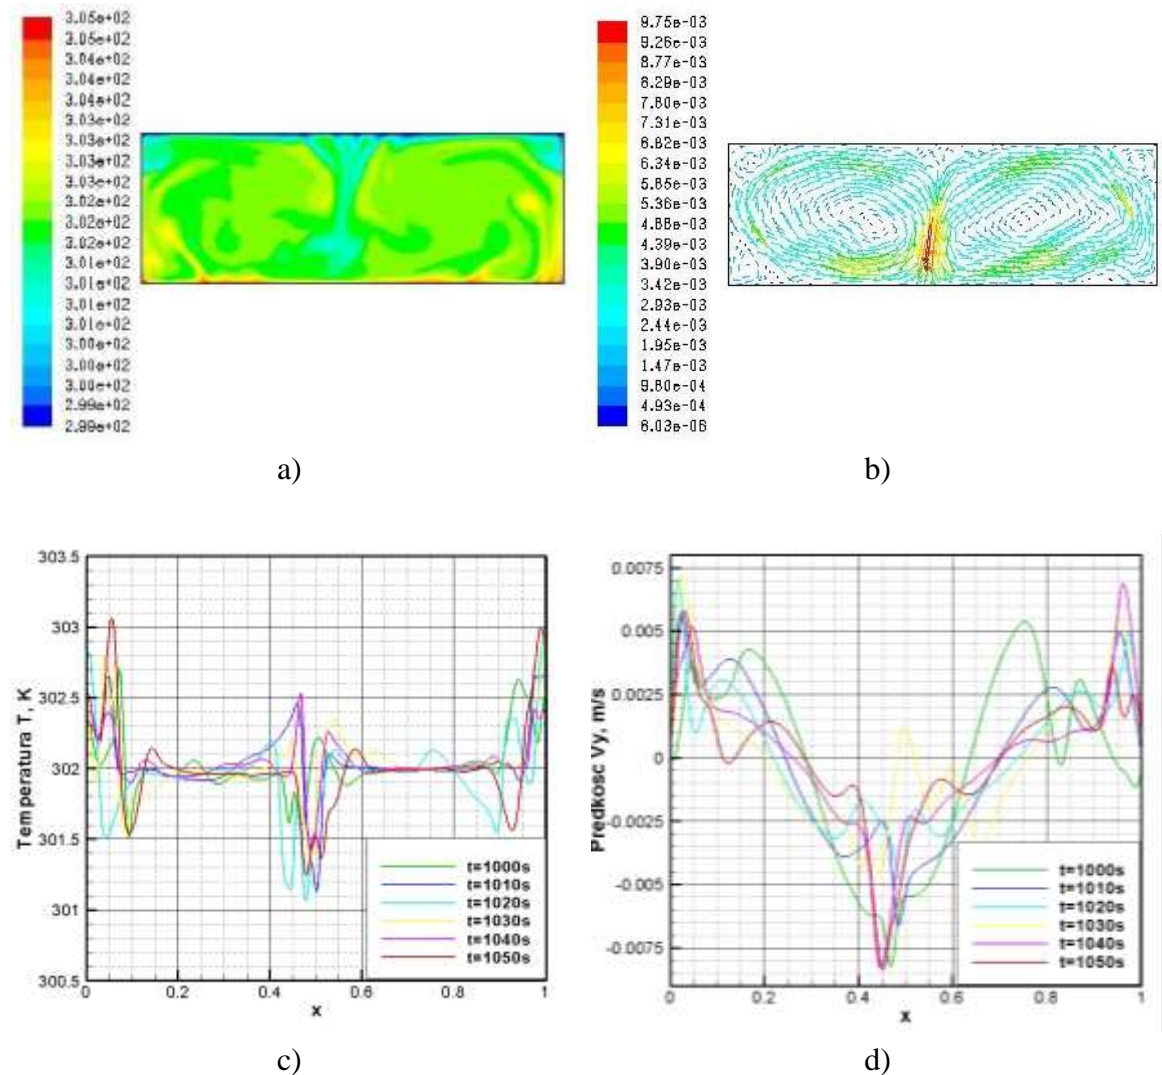 3.05e+02
3.05e+02
3.04e+02
3.04e+02
3.04e+02
3.03e+02
3.03e+02
3.03e+02
3.03e+02
3.02e+02
3.02e+02
3.02e+02
3.01e+02
3.01e+02
3.01e+02
3.01e+02
3.00e+02
3.00e+02
2.99e+02
2.99e+02
9.75e-03
9.26e-03
8.77e-03
8.29e-03
7.80e-03
7.31e-03
6.82e-03
6.34e-03
5.85e-03
5.36e-03
4.88e-03
4.39e-03
3.90e-03
3.42e-03
2.93e-03
2.44e-03
1.95e-03
1.47e-03
9.80e-04
4.93e-04
6.03e-06
a)
b)
303.5
303
302.5
302
301.5
301
300.5
Temperatura T, K
0
0.2
0.4
0.6
0.8
1
x
t=1000s
t=1010s
t=1020s
t=1030s
t=1040s
t=1050s
0.0075
0.005
0.0025
0
-0.0025
-0.005
-0.0075
Predkosc Vy, m/s
0
0.2
0.4
0.6
0.8
1
x
t=1000s
t=1010s
t=1020s
t=1030s
t=1040s
t=1050s
c)
d)